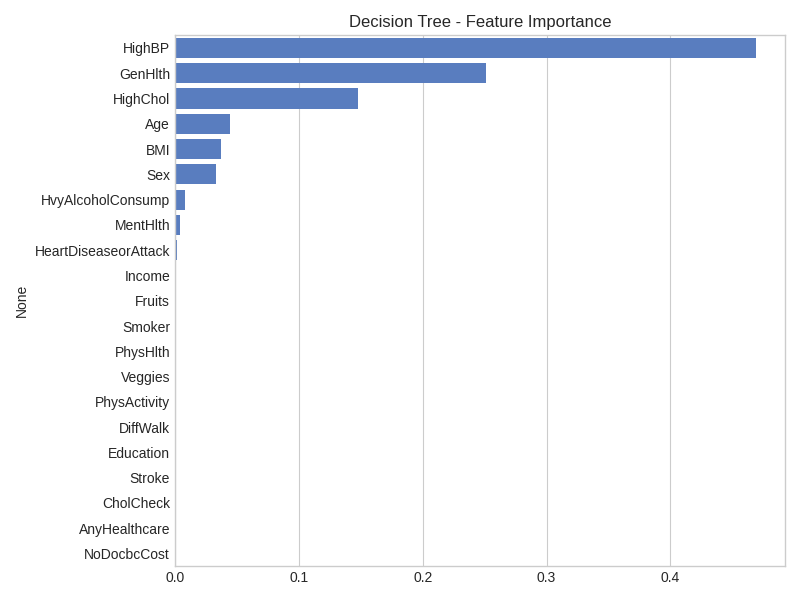 Decision Tree - Feature Importance
HighBP
GenHlth
HighChol
Age
BMI
Sex
HvyAlcoholConsump
MentHlth
HeartDiseaseorAttack
Income
Fruits
Smoker
PhysHlth
Veggies
PhysActivity
DiffWalk
Education
Stroke
CholCheck
AnyHealthcare
NoDocbcCost
None
0.0 0.1 0.2 0.3 0.4